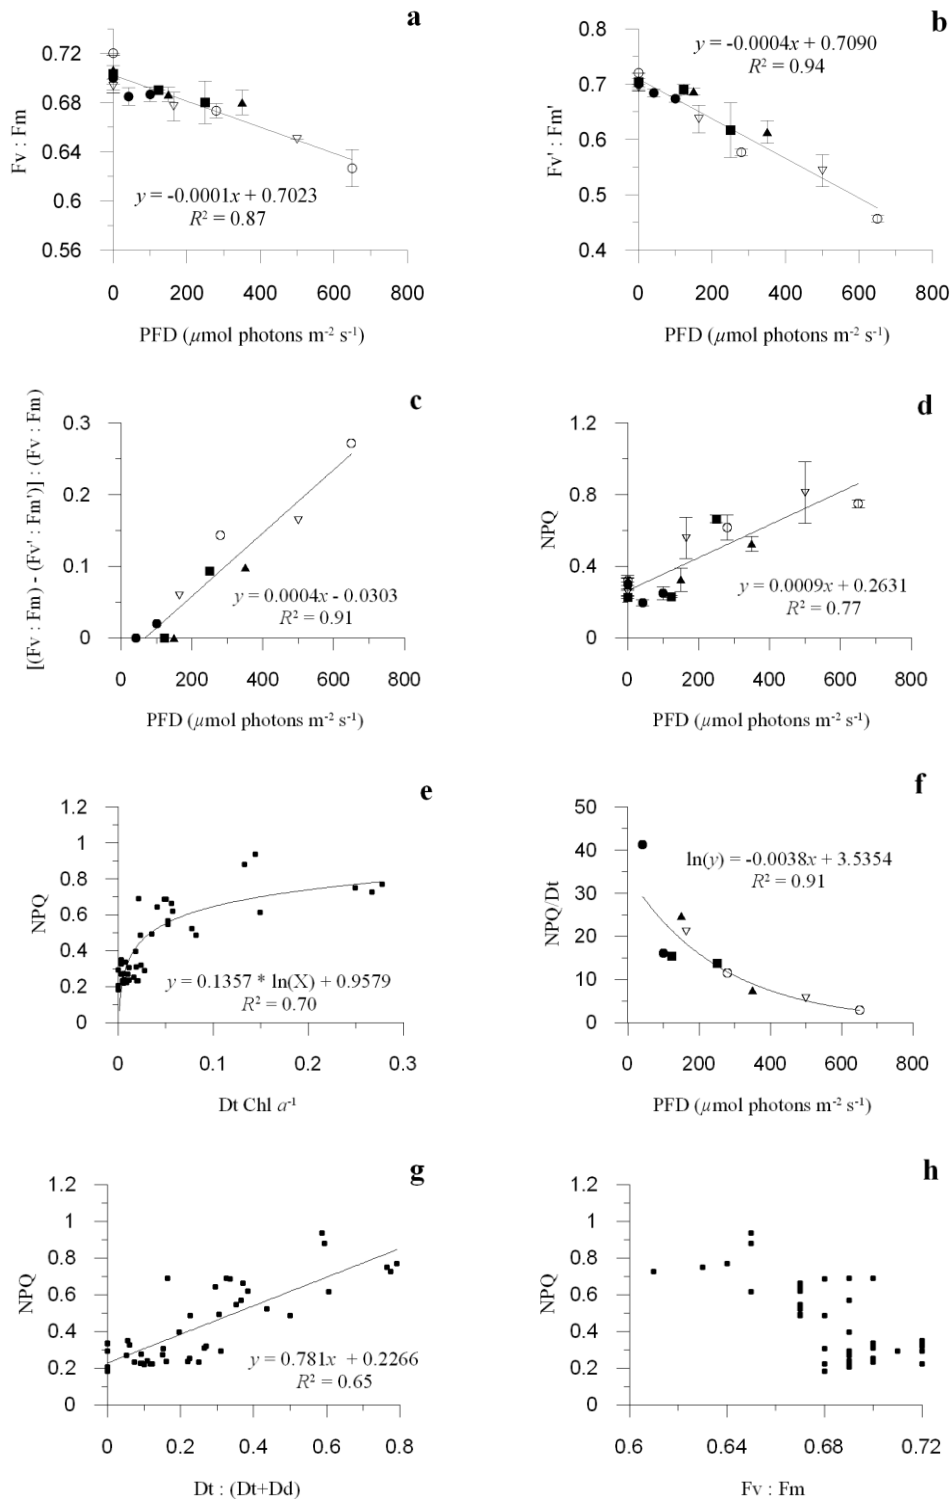 a
Fv : Fm
0.72
0.68
0.64
0.6
0.56
y = -0.0001x + 0.7023
R² = 0.87
0 200 400 600 800
PFD (µmol photons m⁻² s⁻¹)
b
Fv' : Fm'
0.8
0.7
0.6
0.5
0.4
y = -0.0004x + 0.7090
R² = 0.94
0 200 400 600 800
PFD (µmol photons m⁻² s⁻¹)
c
[(Fv : Fm) - (Fv' : Fm')] : (Fv : Fm)
0.3
0.2
0.1
0
y = 0.0004x - 0.0303
R² = 0.91
0 200 400 600 800
PFD (µmol photons m⁻² s⁻¹)
d
NPQ
1.2
0.8
0.4
0
y = 0.0009x + 0.2631
R² = 0.77
0 200 400 600 800
PFD (µmol photons m⁻² s⁻¹)
e
NPQ
1.2
1
0.8
0.6
0.4
0.2
0
y = 0.1357 * ln(X) + 0.9579
R² = 0.70
0 0.1 0.2 0.3
Dt Chl a⁻¹
f
NPQ/Dt
50
40
30
20
10
0
ln(y) = -0.0038x + 3.5354
R² = 0.91
0 200 400 600 800
PFD (µmol photons m⁻² s⁻¹)
g
NPQ
1.2
1
0.8
0.6
0.4
0.2
0
y = 0.781x + 0.2266
R² = 0.65
0 0.2 0.4 0.6 0.8
Dt : (Dt+Dd)
h
NPQ
1.2
1
0.8
0.6
0.4
0.2
0
0.6 0.64 0.68 0.72
Fv : Fm